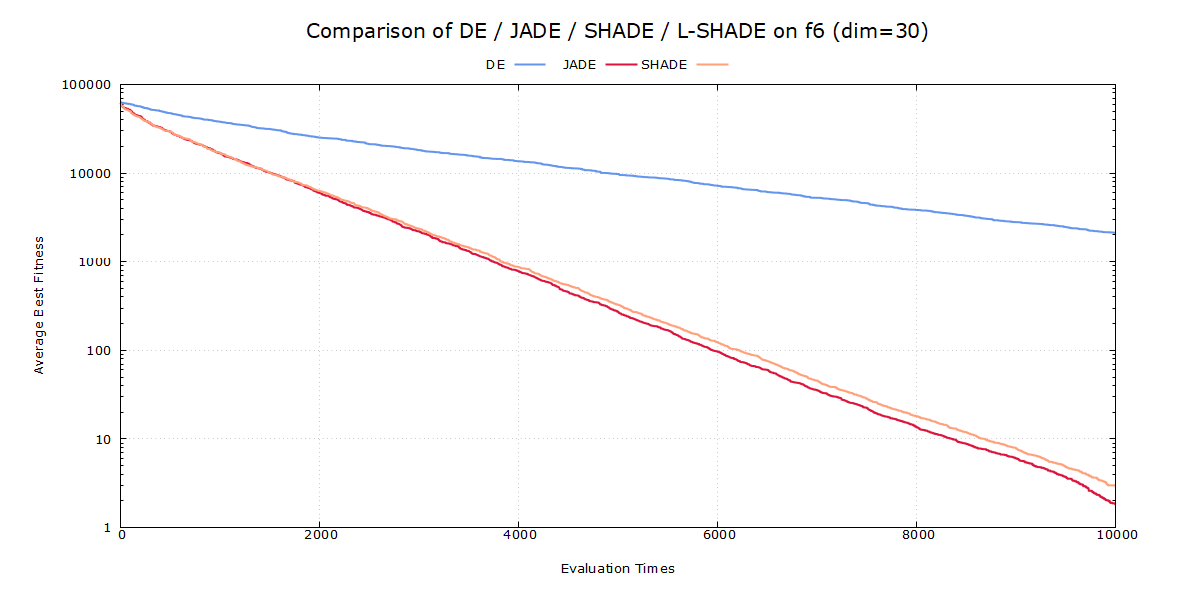 Comparison of DE / JADE / SHADE / L-SHADE on f6 (dim=30)
DE JADE SHADE
100000
10000
1000
100
10
1
Average Best Fitness
0 2000 4000 6000 8000 10000
Evaluation Times